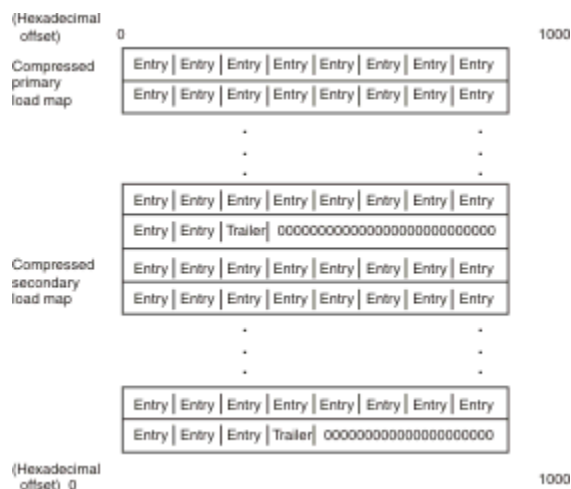 (Hexadecimal
offset) 0 1000
Compressed
primary
load map
Entry Entry Entry Entry Entry Entry Entry Entry
Entry Entry Entry Entry Entry Entry Entry Entry
Entry Entry Entry Entry Entry Entry Entry Entry
Entry Entry Trailer 0000000000000000000000000000
Compressed
secondary
load map
Entry Entry Entry Entry Entry Entry Entry Entry
Entry Entry Entry Entry Entry Entry Entry Entry
Entry Entry Entry Entry Entry Entry Entry Entry
Entry Entry Entry Trailer 000000000000000000000
(Hexadecimal
offset) 0 1000